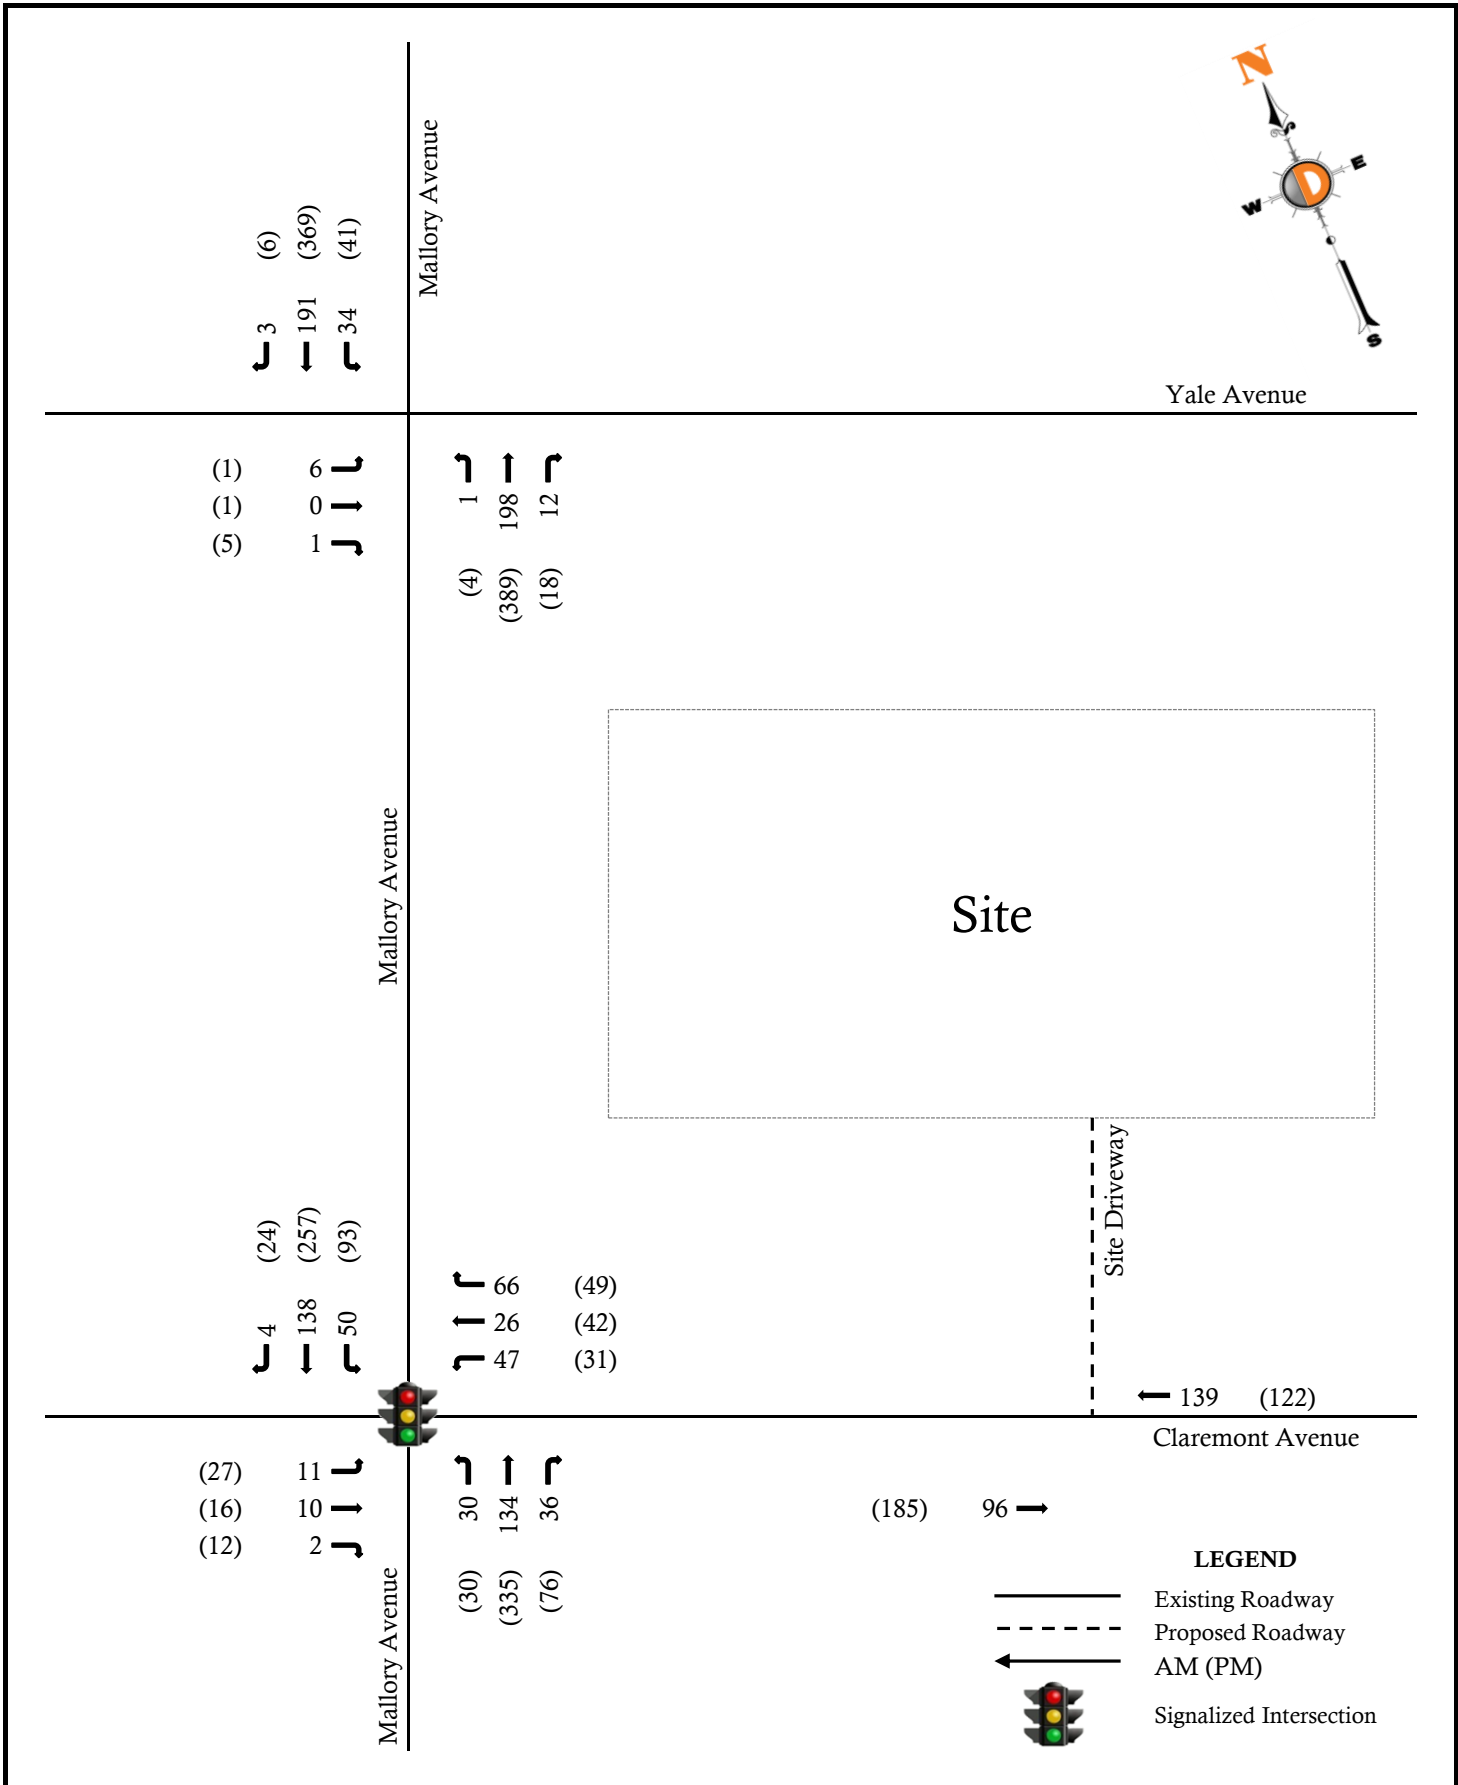 N
E
W
S
D
Mallory Avenue
(6) (369) (41)
3 191 34
Yale Avenue
(1) 6
(1) 0
(5) 1
1 198 12
(4) (389) (18)
Mallory Avenue
Site
Site Driveway
(24) (257) (93)
4 138 50
66 (49)
26 (42)
47 (31)
139 (122)
Claremont Avenue
(27) 11
(16) 10
(12) 2
30 134 36
(30) (335) (76)
(185) 96
Mallory Avenue
LEGEND
Existing Roadway
Proposed Roadway
AM (PM)
Signalized Intersection